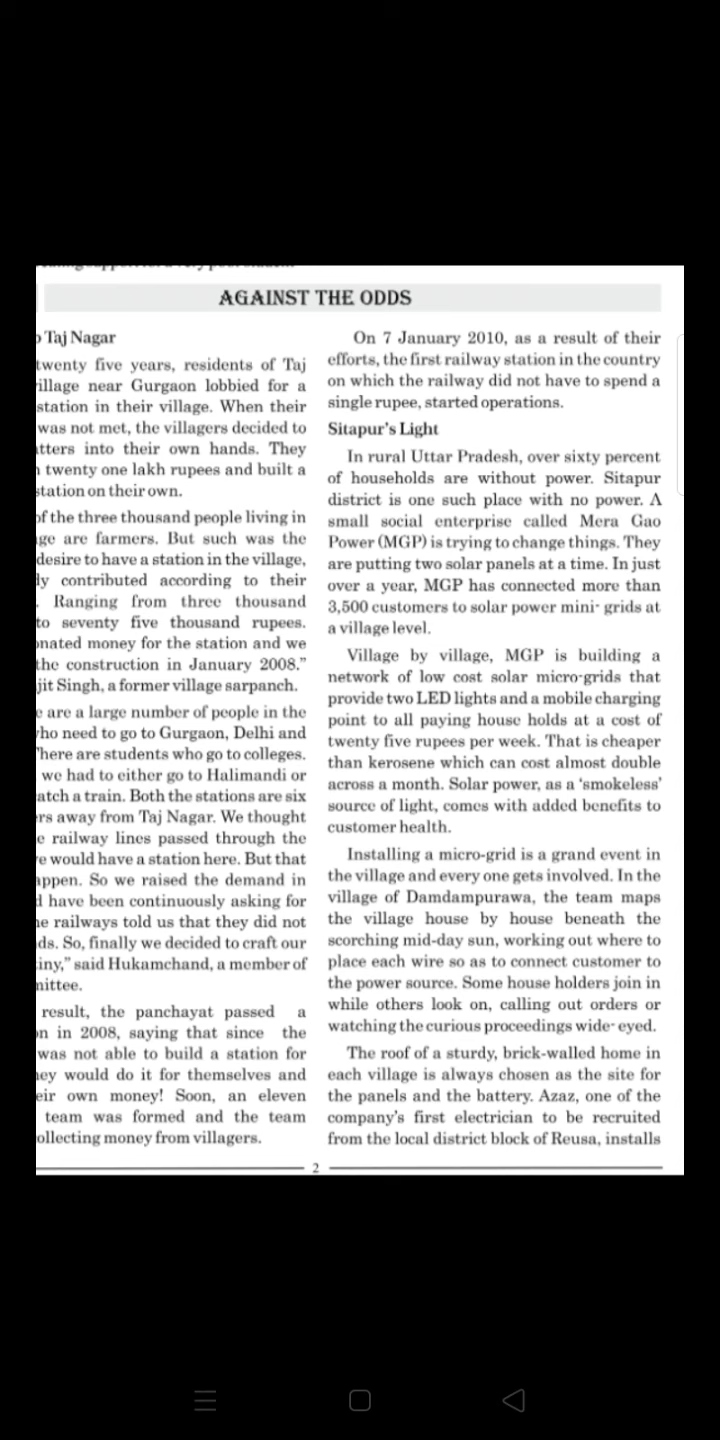 AGAINST THE ODDS
Taj Nagar
twenty five years, residents of Taj
near Gurgaon lobbied for a
station in their village. When their
was not met, the villagers decided to
into their own hands. They
twenty one lakh rupees and built a
station on their own.
of the three thousand people living in
are farmers. But such was the
desire to have a station in the village,
contributed according to their
. Ranging from three thousand
to seventy five thousand rupees.
money for the station and we
the construction in January 2008.”
Singh, a former village sarpanch.
are a large number of people in the
need to go to Gurgaon, Delhi and
There are students who go to colleges.
we had to either go to Halimandi or
a train. Both the stations are six
away from Taj Nagar. We thought
railway lines passed through the
would have a station here. But that
So we raised the demand in
have been continuously asking for
railways told us that they did not
So, finally we decided to craft our
said Hukamchand, a member of
result, the panchayat passed a
in 2008, saying that since the
was not able to build a station for
would do it for themselves and
own money! Soon, an eleven
team was formed and the team
money from villagers.
On 7 January 2010, as a result of their
efforts, the first railway station in the country
on which the railway did not have to spend a
single rupee, started operations.
Sitapur’s Light
In rural Uttar Pradesh, over sixty percent
of households are without power. Sitapur
district is one such place with no power. A
small social enterprise called Mera Gao
Power (MGP) is trying to change things. They
are putting two solar panels at a time. In just
over a year, MGP has connected more than
3,500 customers to solar power mini- grids at
a village level.
Village by village, MGP is building a
network of low cost solar micro-grids that
provide two LED lights and a mobile charging
point to all paying house holds at a cost of
twenty five rupees per week. That is cheaper
than kerosene which can cost almost double
across a month. Solar power, as a ‘smokeless’
source of light, comes with added benefits to
customer health.
Installing a micro-grid is a grand event in
the village and every one gets involved. In the
village of Damdampurawa, the team maps
the village house by house beneath the
scorching mid-day sun, working out where to
place each wire so as to connect customer to
the power source. Some house holders join in
while others look on, calling out orders or
watching the curious proceedings wide- eyed.
The roof of a sturdy, brick-walled home in
each village is always chosen as the site for
the panels and the battery. Azaz, one of the
company’s first electrician to be recruited
from the local district block of Reusa, installs
2